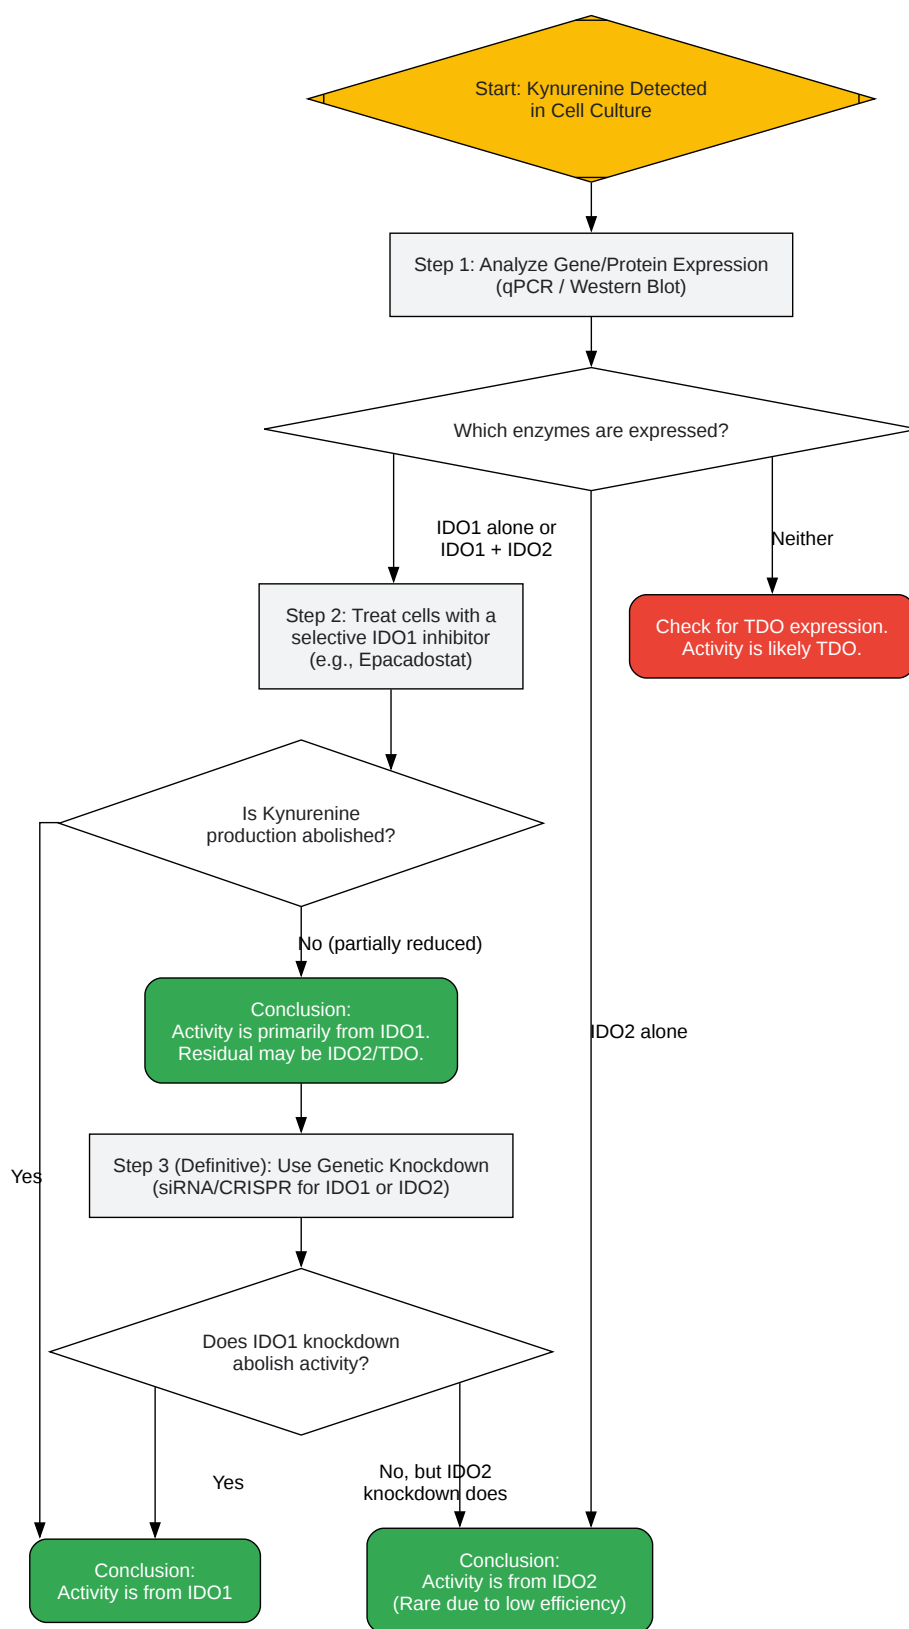 Start: Kynurenine Detected
in Cell Culture
Step 1: Analyze Gene/Protein Expression
(qPCR / Western Blot)
Which enzymes are expressed?
IDO1 alone or
IDO1 + IDO2
Neither
Step 2: Treat cells with a
selective IDO1 inhibitor
(e.g., Epacadostat)
Check for TDO expression.
Activity is likely TDO.
Is Kynurenine
production abolished?
No (partially reduced)
Conclusion:
Activity is primarily from IDO1.
Residual may be IDO2/TDO.
IDO2 alone
Step 3 (Definitive): Use Genetic Knockdown
(siRNA/CRISPR for IDO1 or IDO2)
Yes
Does IDO1 knockdown
abolish activity?
Yes
No, but IDO2
knockdown does
Conclusion:
Activity is from IDO1
Conclusion:
Activity is from IDO2
(Rare due to low efficiency)